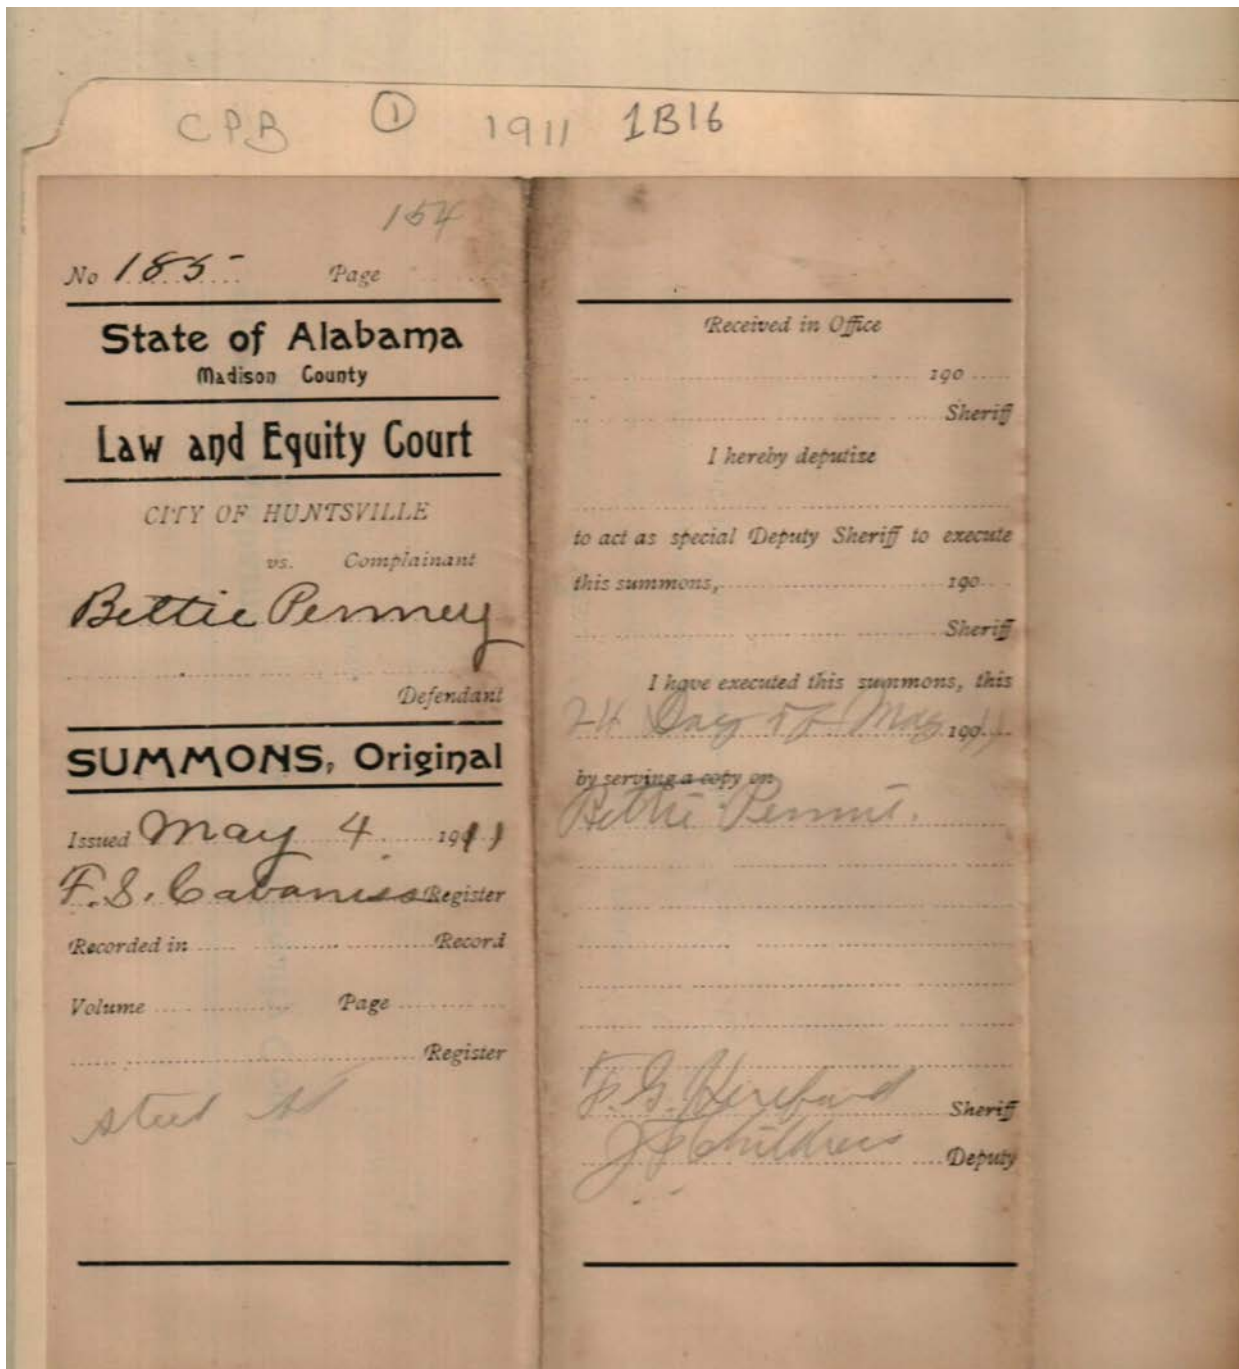 CPB ① 1911 1B16
154
No 185 Page
State of Alabama
Madison County
Law and Equity Court
CITY OF HUNTSVILLE
vs. Complainant
Bettie Penney
Defendant
SUMMONS, Original
Issued May 4 1911
F. S. Cabaniss Register
Recorded in Record
Volume Page
Register
Received in Office
190
Sheriff
I hereby deputize
to act as special Deputy Sheriff to execute
this summons, 190
Sheriff
I have executed this summons, this
24 Day of May 1911
by serving a copy on
Bettie
F. G. Hereford Sheriff
Childress Deputy